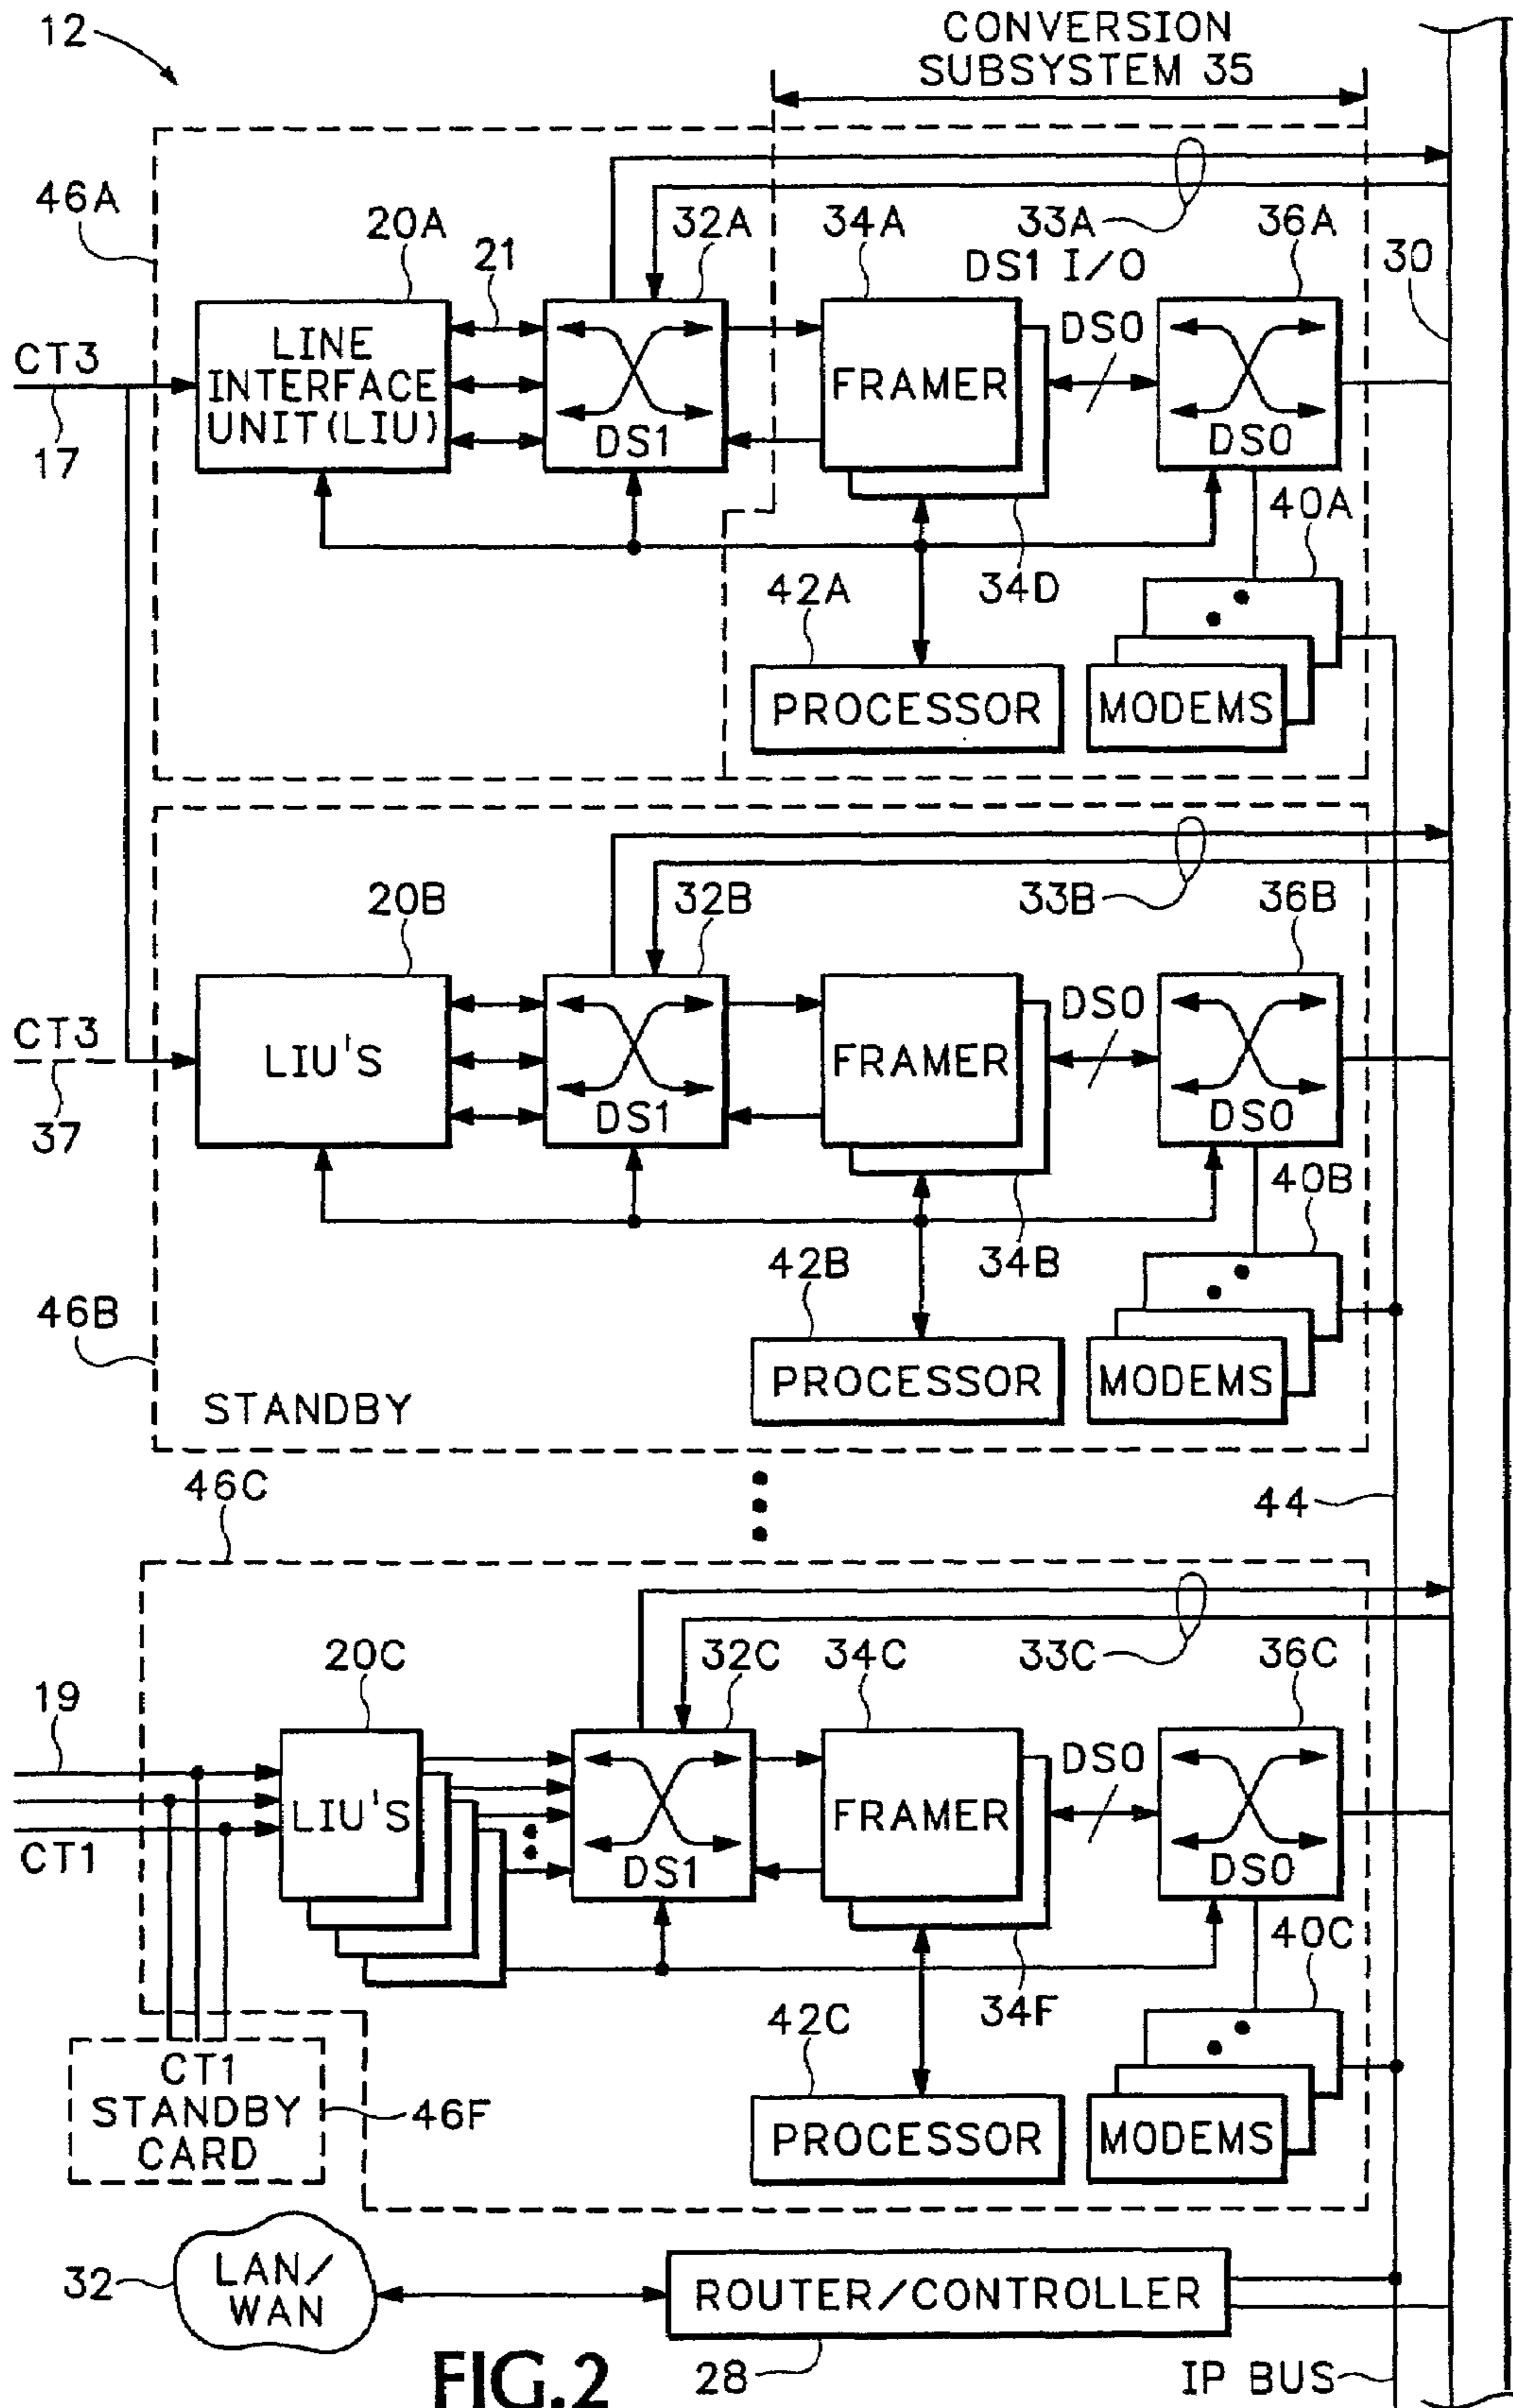 12
CONVERSION
SUBSYSTEM 35
46A
20A
21
32A
34A
33A
36A
30
DS1 I/O
CT3
17
LINE
INTERFACE
UNIT(LIU)
DS1
FRAMER
DS0
DS0
40A
42A
34D
PROCESSOR
MODEMS
20B
32B
33B
36B
CT3
37
LIU'S
DS1
FRAMER
DS0
DS0
40B
42B
34B
46B
STANDBY
PROCESSOR
MODEMS
46C
44
20C
32C
34C
33C
36C
19
CT1
LIU'S
DS1
FRAMER
DS0
DS0
40C
42C
34F
CT1
STANDBY
CARD
46F
PROCESSOR
MODEMS
32
LAN/
WAN
ROUTER/CONTROLLER
28
IP BUS
FIG.2